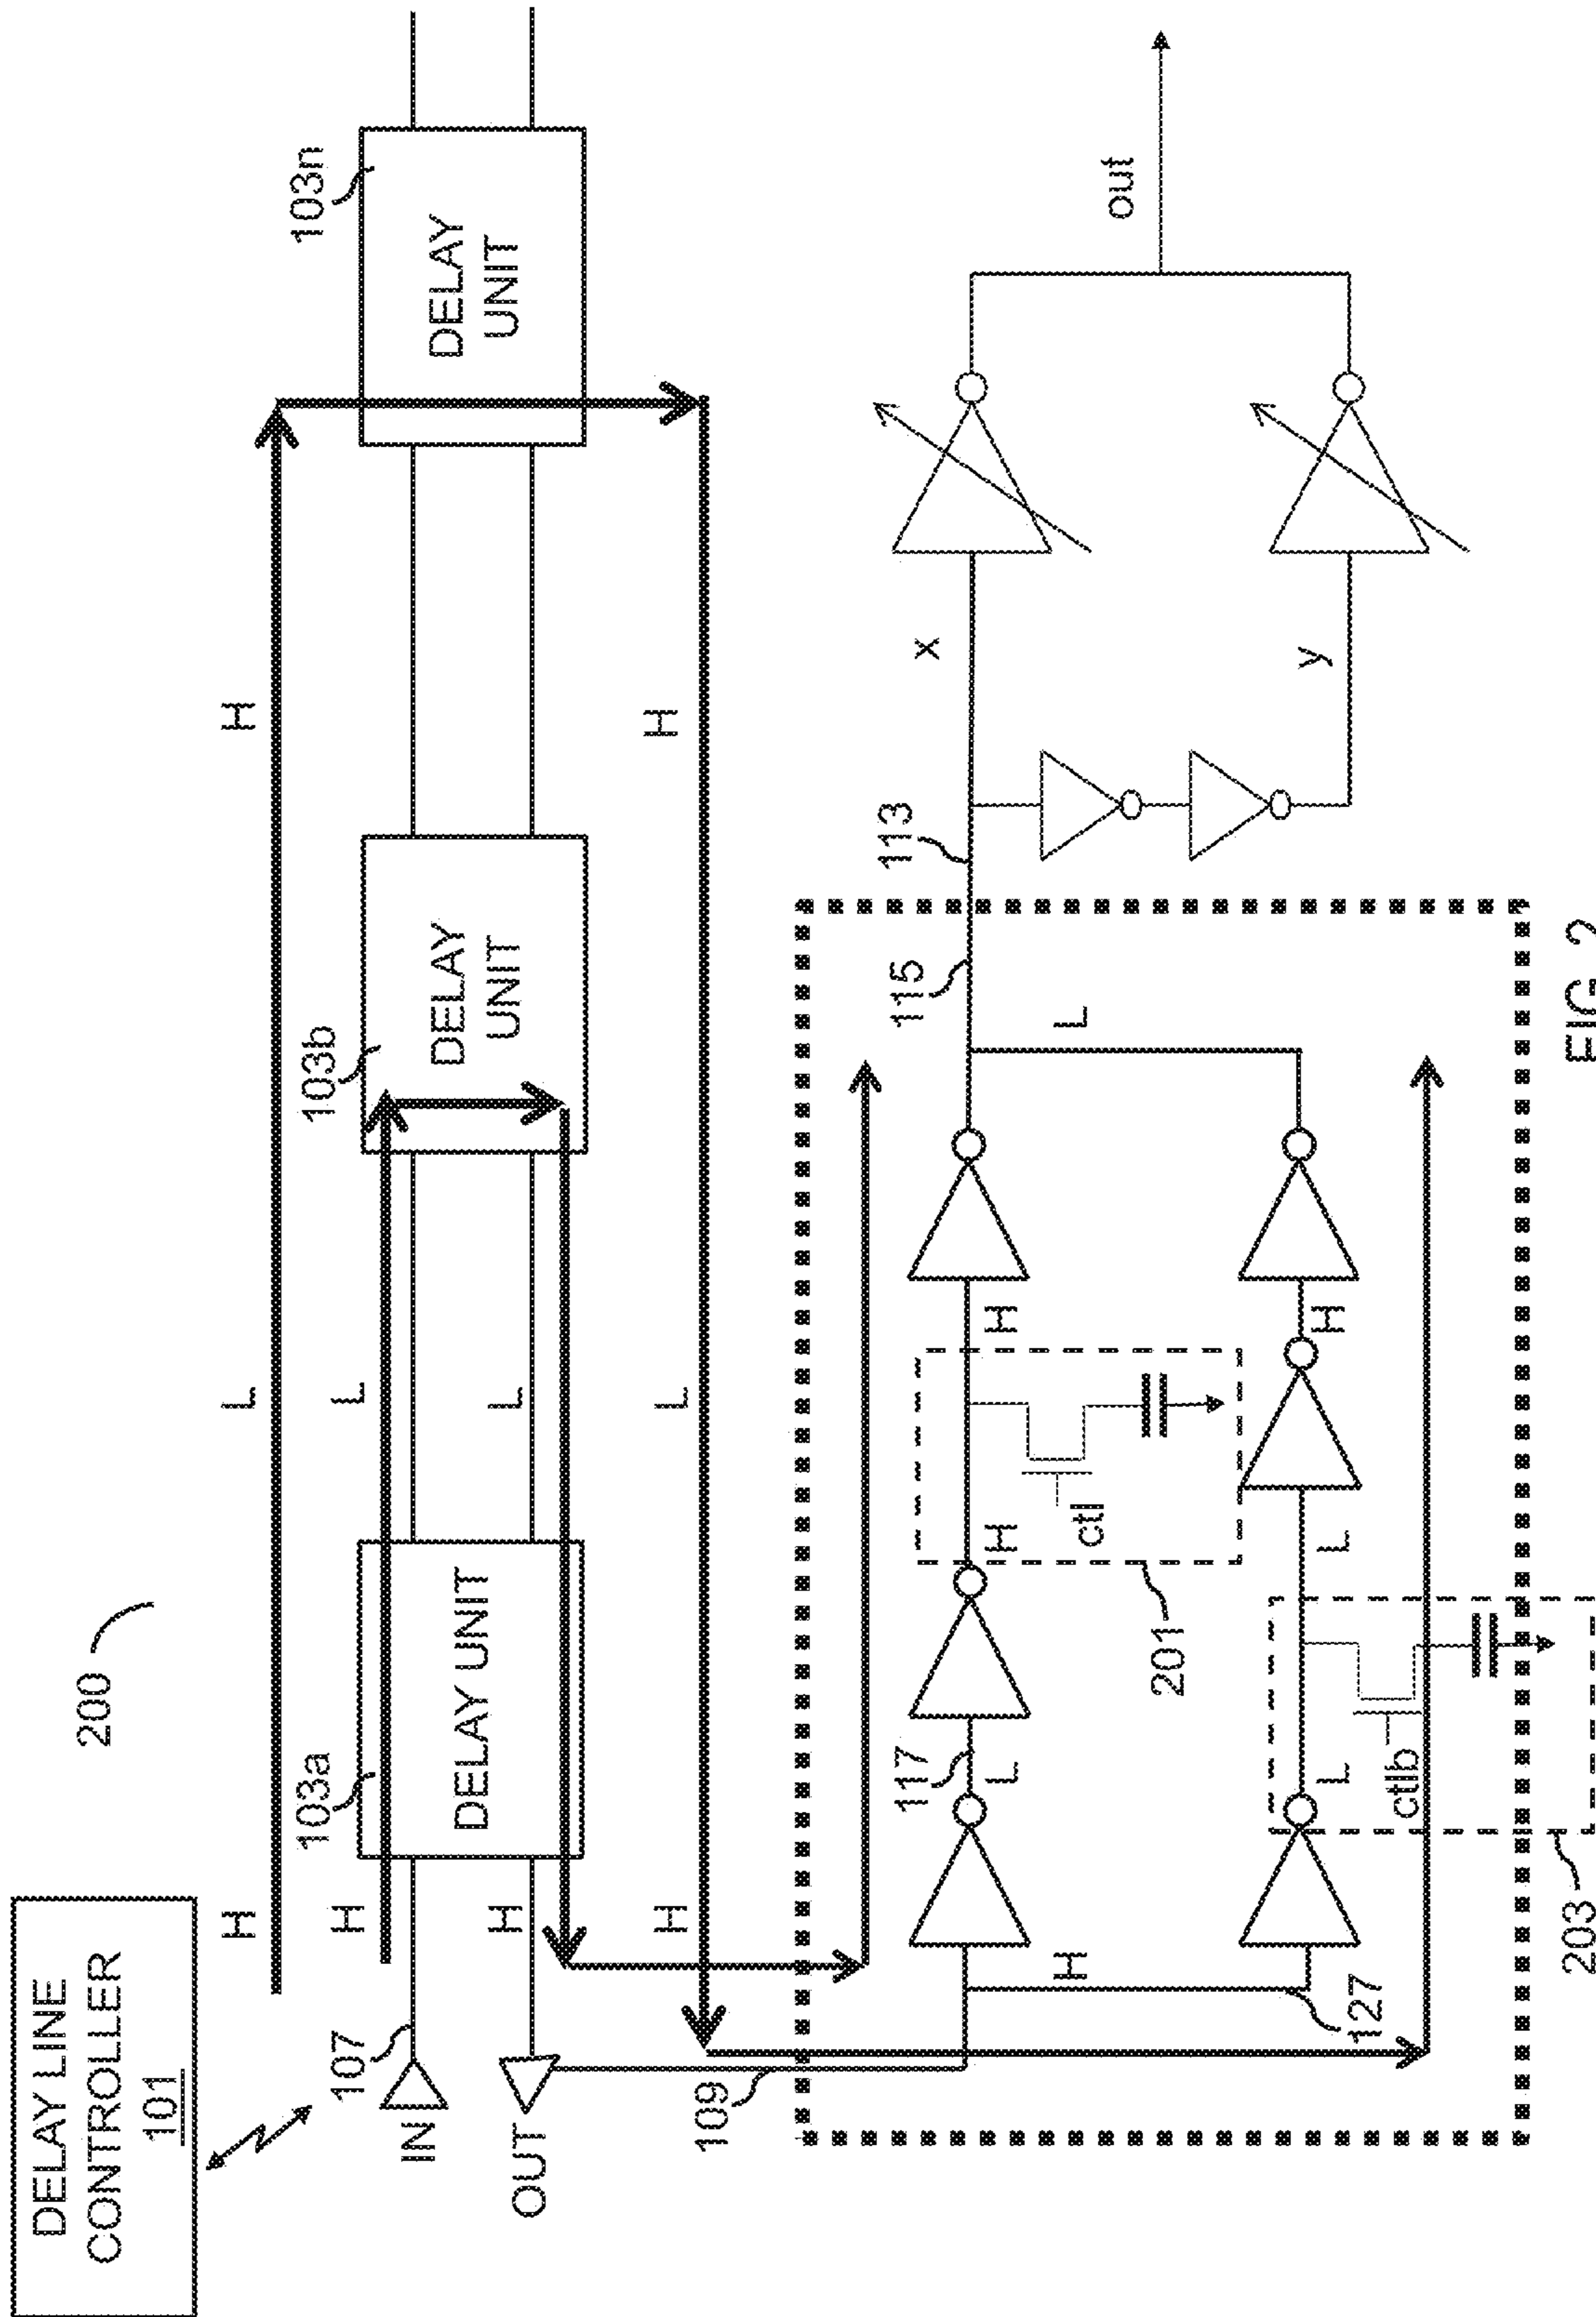 DELAY LINE
CONTROLLER
101
200
H
L
H
103a
103b
103n
107
IN
H
L
L
H
OUT
DELAY UNIT
DELAY
UNIT
DELAY
UNIT
H
L
H
109
117
115
113
x
L
H
H
ctl
201
H
L
out
127
L
L
H
y
ctlb
203
FIG. 2